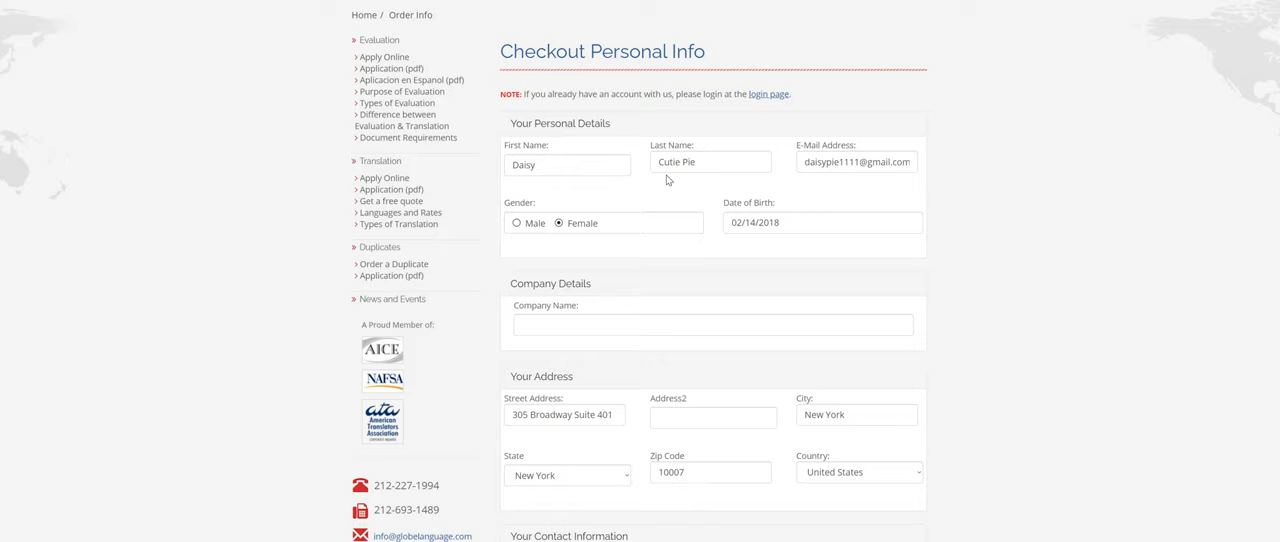 Home / Order Info
» Evaluation
> Apply Online
> Application (pdf)
> Aplicacion en Espanol (pdf)
> Purpose of Evaluation
> Types of Evaluation
> Difference between
Evaluation & Translation
> Document Requirements
» Translation
> Apply Online
> Application (pdf)
> Get a free quote
> Languages and Rates
> Types of Translation
» Duplicates
> Order a Duplicate
> Application (pdf)
» News and Events
A Proud Member of:
AICE
NAFSA
ata
American
Translators
Association
212-227-1994
212-693-1489
info@globelanguage.com
Checkout Personal Info
NOTE: If you already have an account with us, please login at the login page.
Your Personal Details
First Name: Last Name: E-Mail Address:
Daisy Cutie Pie daisypie1111@gmail.com
Gender: Date of Birth:
Male Female 02/14/2018
Company Details
Company Name:
Your Address
Street Address: Address2 City:
305 Broadway Suite 401 New York
State Zip Code Country:
New York 10007 United States
Your Contact Information